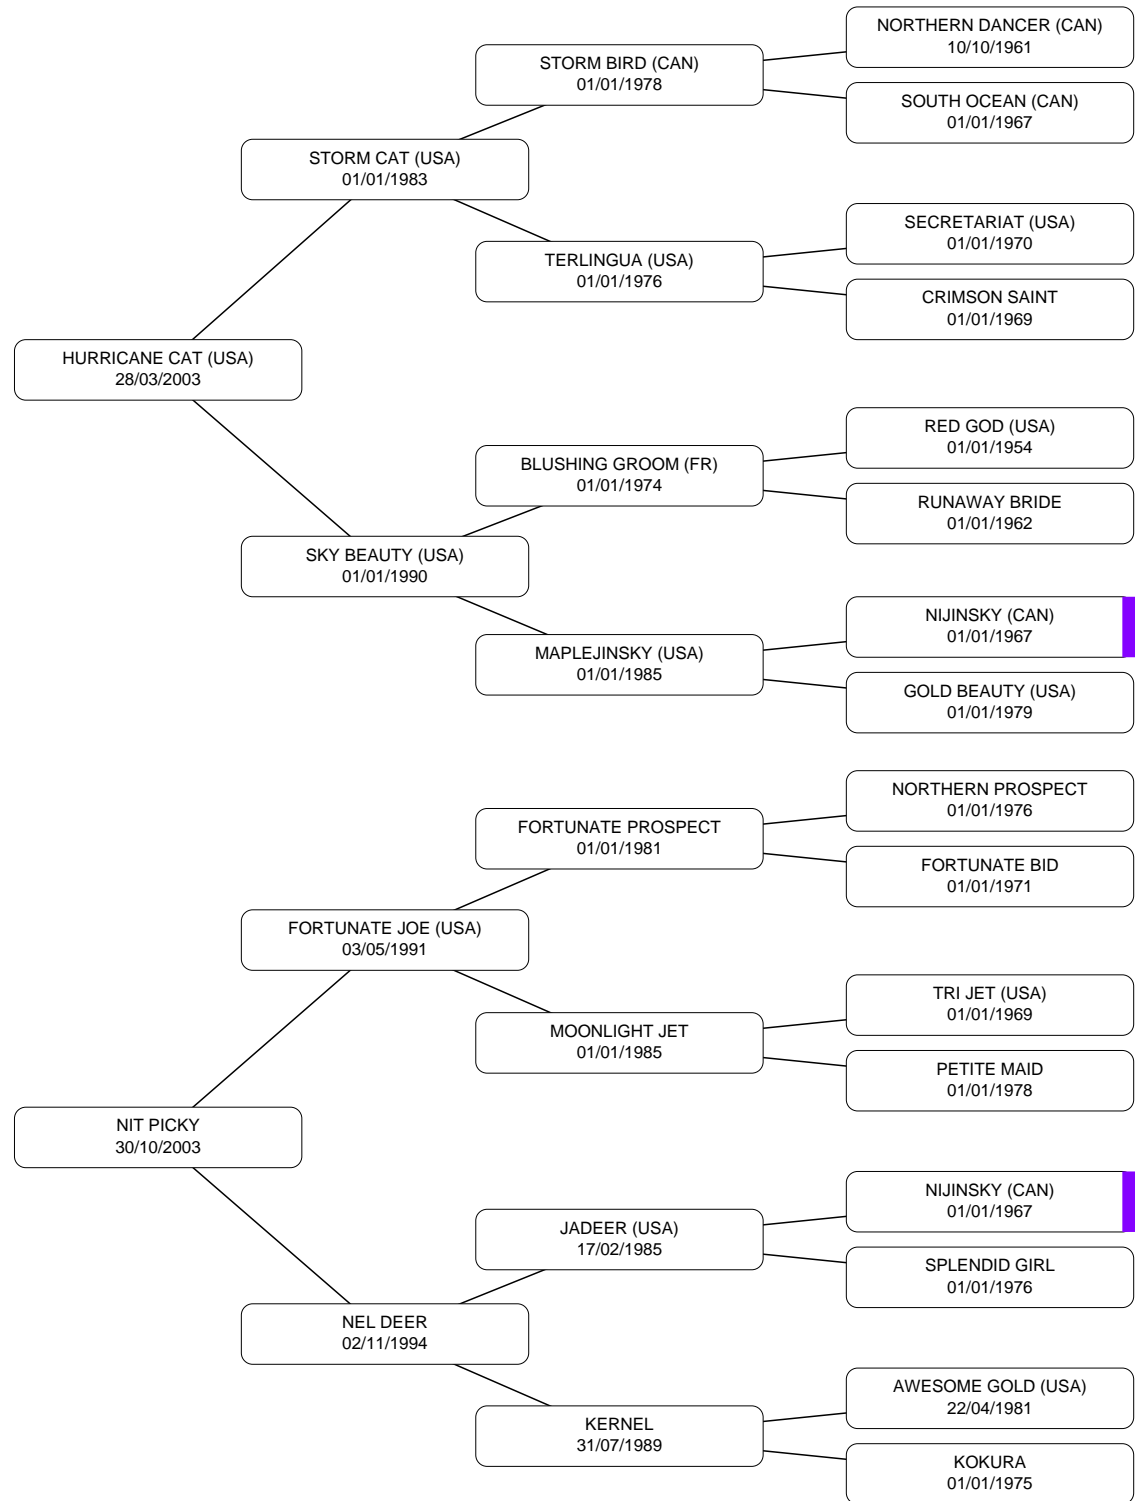 NORTHERN DANCER (CAN)
10/10/1961
STORM BIRD (CAN)
01/01/1978
SOUTH OCEAN (CAN)
01/01/1967
STORM CAT (USA)
01/01/1983
SECRETARIAT (USA)
01/01/1970
TERLINGUA (USA)
01/01/1976
CRIMSON SAINT
01/01/1969
HURRICANE CAT (USA)
28/03/2003
RED GOD (USA)
01/01/1954
BLUSHING GROOM (FR)
01/01/1974
RUNAWAY BRIDE
01/01/1962
SKY BEAUTY (USA)
01/01/1990
NIJINSKY (CAN)
01/01/1967
MAPLEJINSKY (USA)
01/01/1985
GOLD BEAUTY (USA)
01/01/1979
NORTHERN PROSPECT
01/01/1976
FORTUNATE PROSPECT
01/01/1981
FORTUNATE BID
01/01/1971
FORTUNATE JOE (USA)
03/05/1991
TRI JET (USA)
01/01/1969
MOONLIGHT JET
01/01/1985
PETITE MAID
01/01/1978
NIT PICKY
30/10/2003
NIJINSKY (CAN)
01/01/1967
JADEER (USA)
17/02/1985
SPLENDID GIRL
01/01/1976
NEL DEER
02/11/1994
AWESOME GOLD (USA)
22/04/1981
KERNEL
31/07/1989
KOKURA
01/01/1975